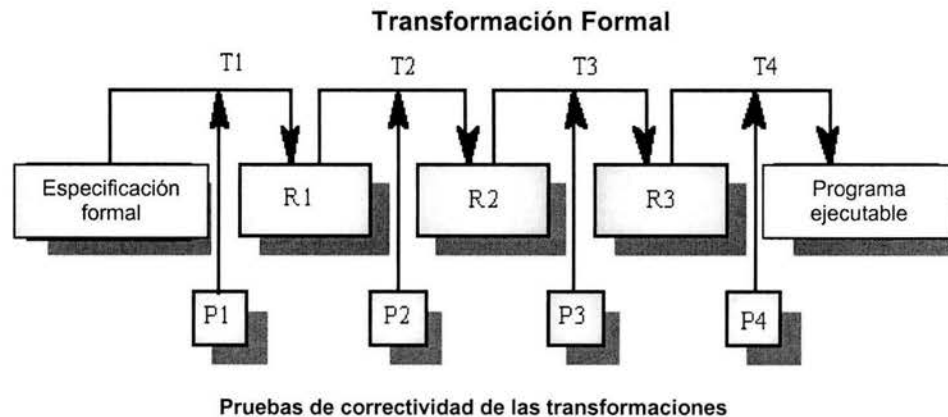 Transformación Formal
T1 T2 T3 T4
Especificación
formal
R1 R2 R3
Programa
ejecutable
P1 P2 P3 P4
Pruebas de correctividad de las transformaciones